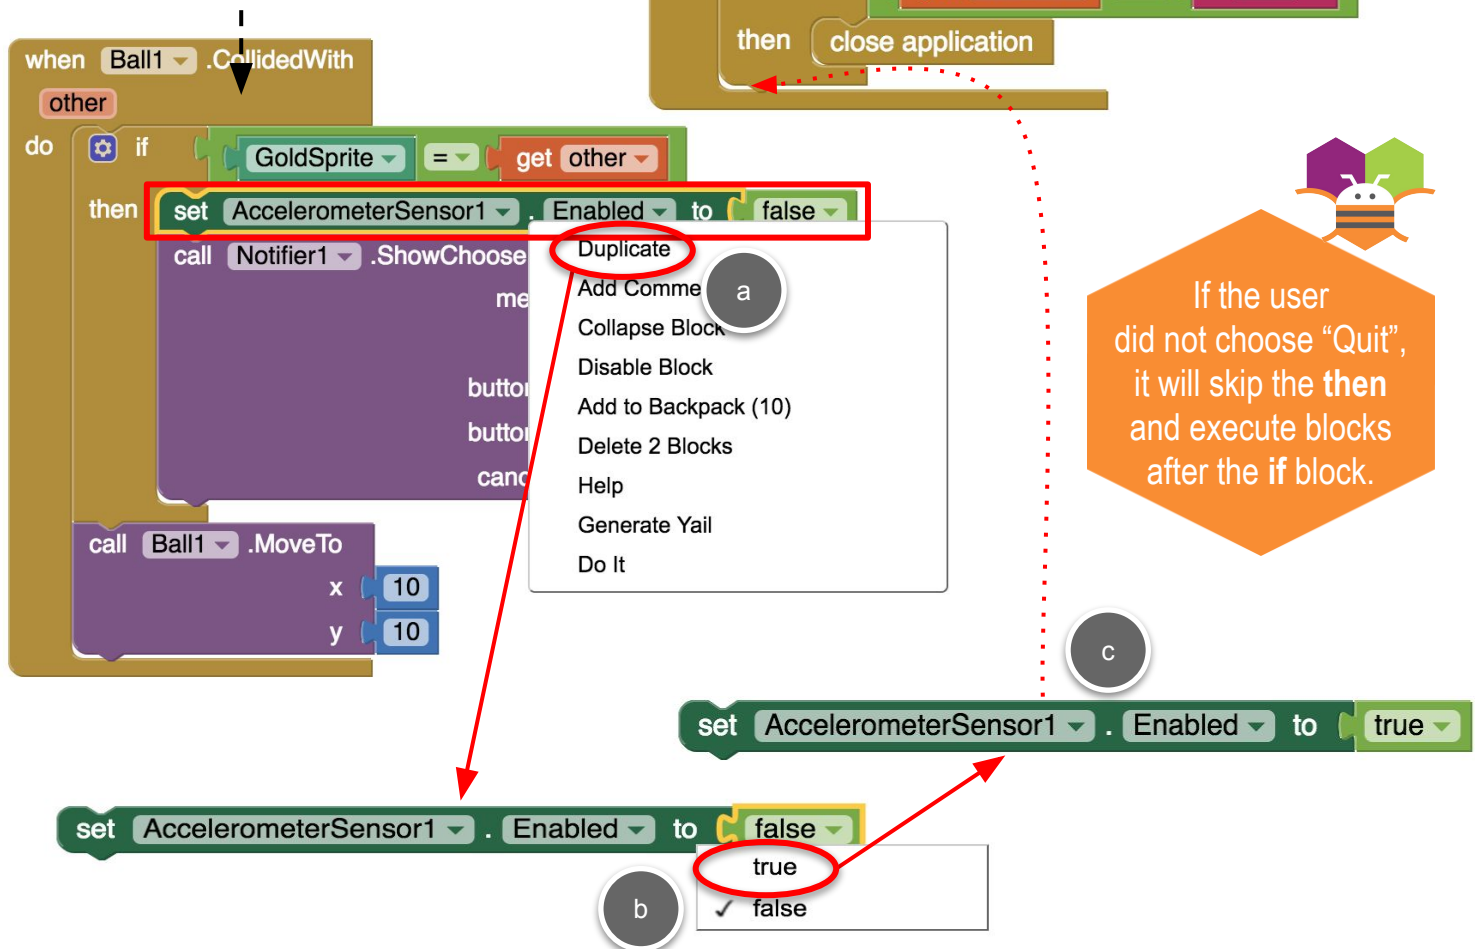 then close application
when Ball1 .CollidedWith
other
do if GoldSprite = get other
then set AccelerometerSensor1 . Enabled to false
call Notifier1 .ShowChoose
me
button
button
canc
call Ball1 .MoveTo
x 10
y 10
Duplicate
a
Add Comme
Collapse Block
Disable Block
Add to Backpack (10)
Delete 2 Blocks
Help
Generate Yail
Do It
If the user
did not choose “Quit”,
it will skip the then
and execute blocks
after the if block.
c
set AccelerometerSensor1 . Enabled to true
set AccelerometerSensor1 . Enabled to false
true
b
✓ false